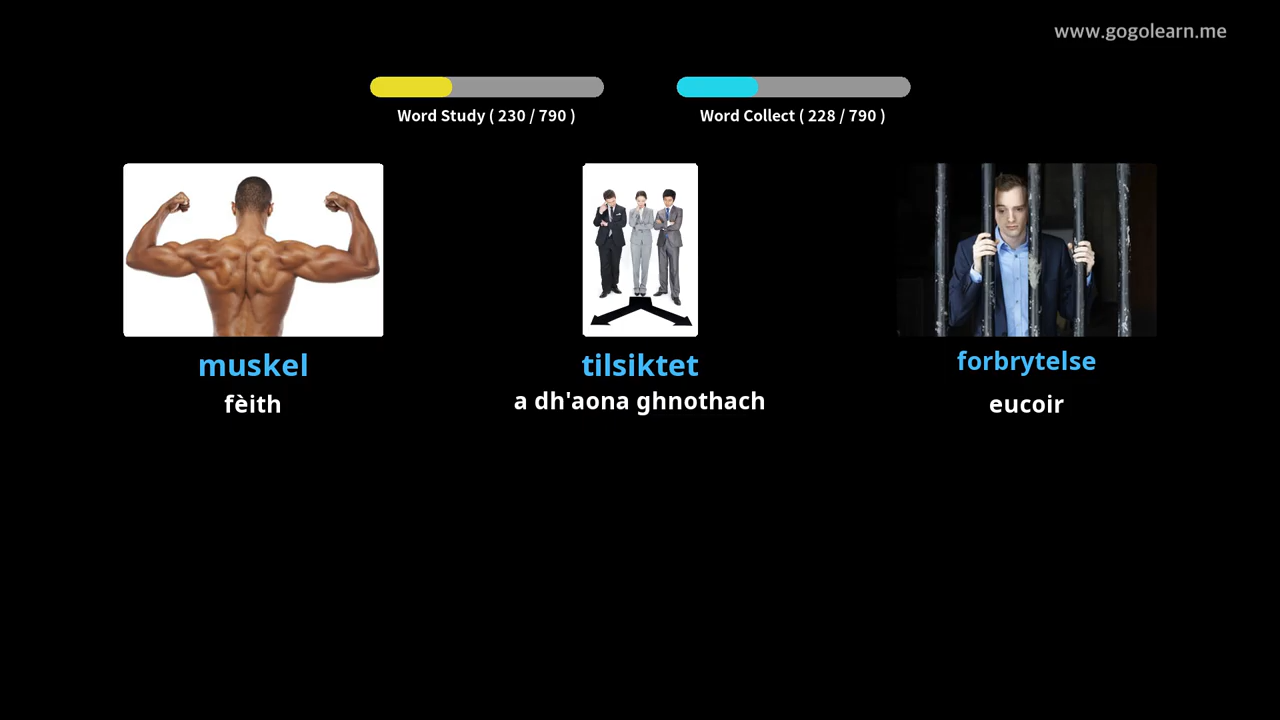 www.gogolearn.me
Word Study ( 230 / 790 )
Word Collect ( 228 / 790 )
muskel
tilsiktet
forbrytelse
fèith
a dh'aona ghnothach
eucoir